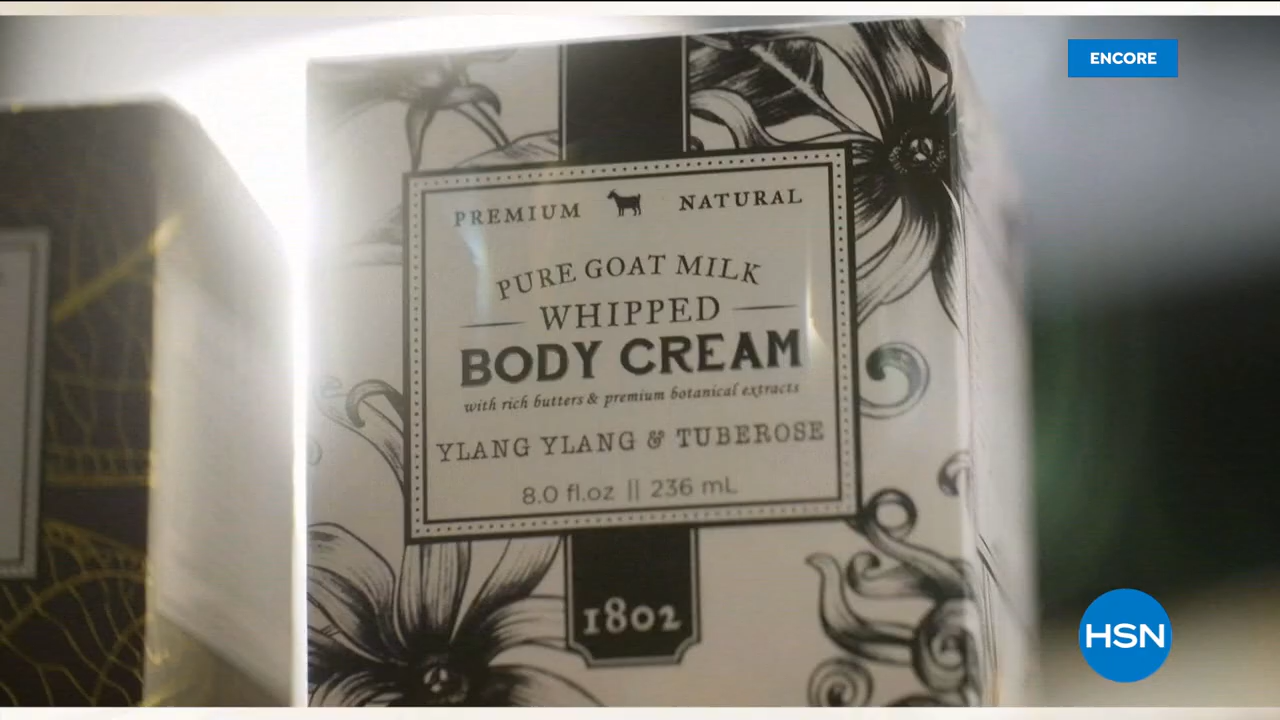 ENCORE
PREMIUM NATURAL
PURE GOAT MILK
WHIPPED
BODY CREAM
with rich butters & premium botanical extracts
YLANG YLANG & TUBEROSE
8.0 fl.oz || 236 mL
1802
HSN